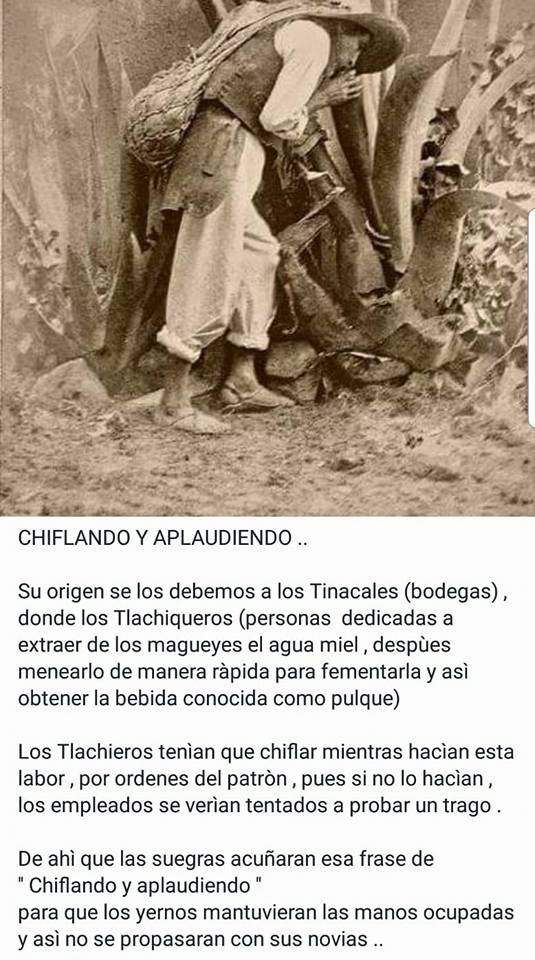 CHIFLANDO Y APLAUDIENDO ..
Su origen se los debemos a los Tinacales (bodegas) ,
donde los Tlachiqueros (personas dedicadas a
extraer de los magueyes el agua miel , despùes
menearlo de manera ràpida para fementarla y asì
obtener la bebida conocida como pulque)
Los Tlachieros tenìan que chiflar mientras hacìan esta
labor , por ordenes del patròn , pues si no lo hacìan ,
los empleados se verìan tentados a probar un trago .
De ahì que las suegras acuñaran esa frase de
" Chiflando y aplaudiendo "
para que los yernos mantuvieran las manos ocupadas
y asì no se propasaran con sus novias ..